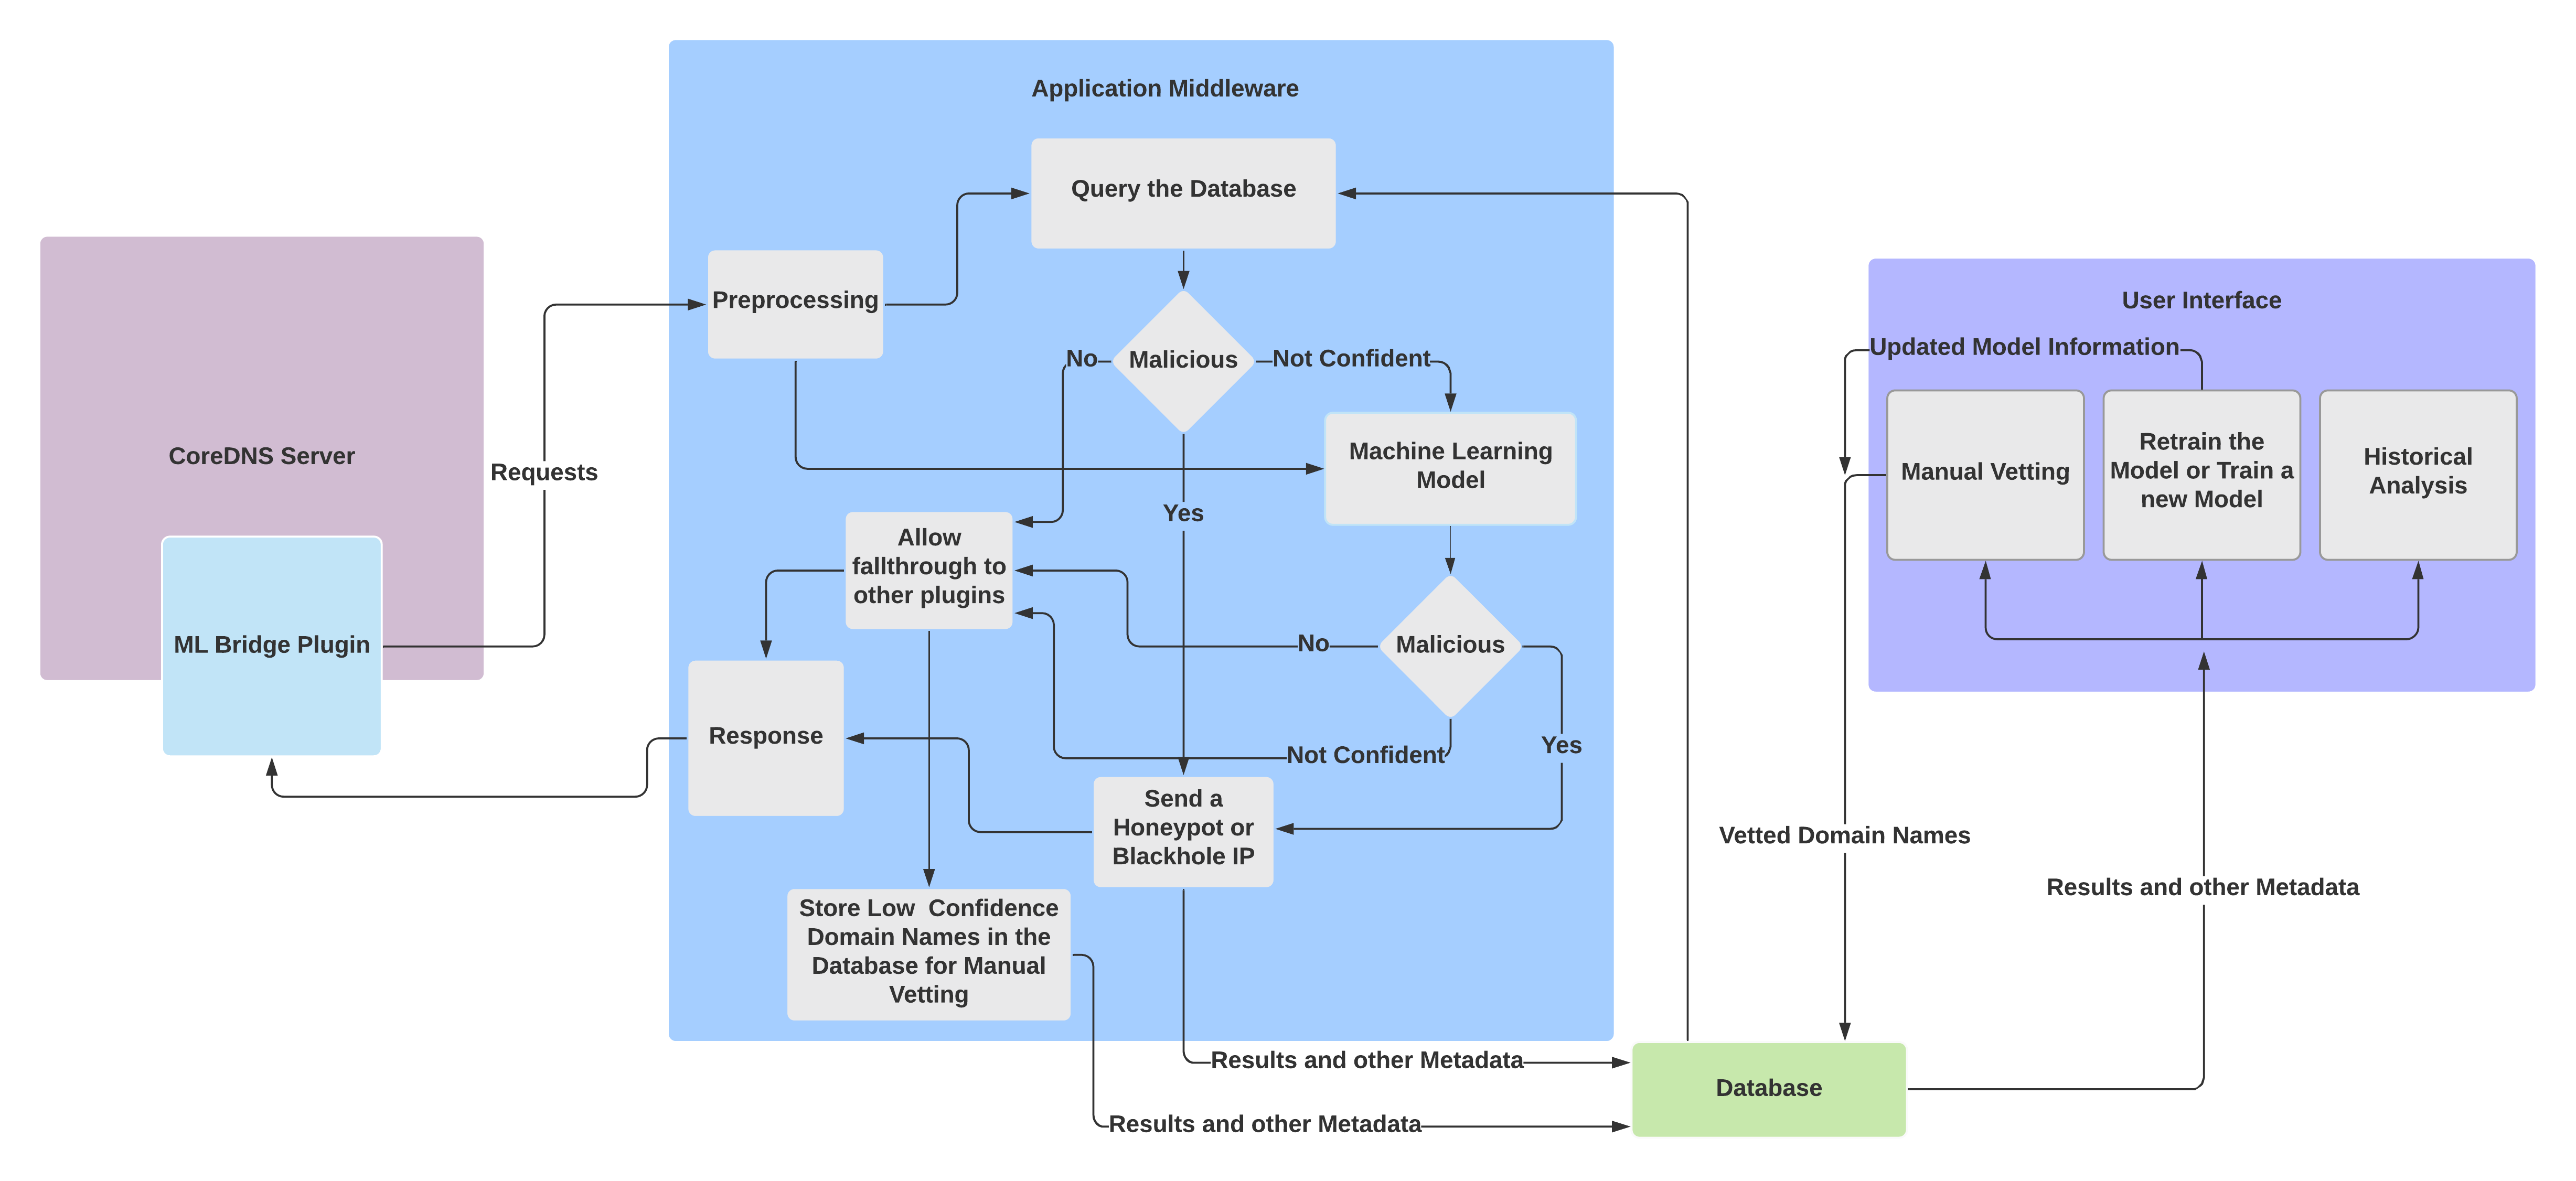 Application Middleware
Query the Database
Preprocessing
Malicious
No
Not Confident
Machine Learning
Model
Yes
Allow
fallthrough to
other plugins
Malicious
No
Not Confident
Yes
Response
Send a
Honeypot or
Blackhole IP
Store Low  Confidence
Domain Names in the
Database for Manual
Vetting
CoreDNS Server
ML Bridge Plugin
Requests
User Interface
Updated Model Information
Manual Vetting
Retrain the
Model or Train a
new Model
Historical
Analysis
Vetted Domain Names
Results and other Metadata
Results and other Metadata
Results and other Metadata
Database